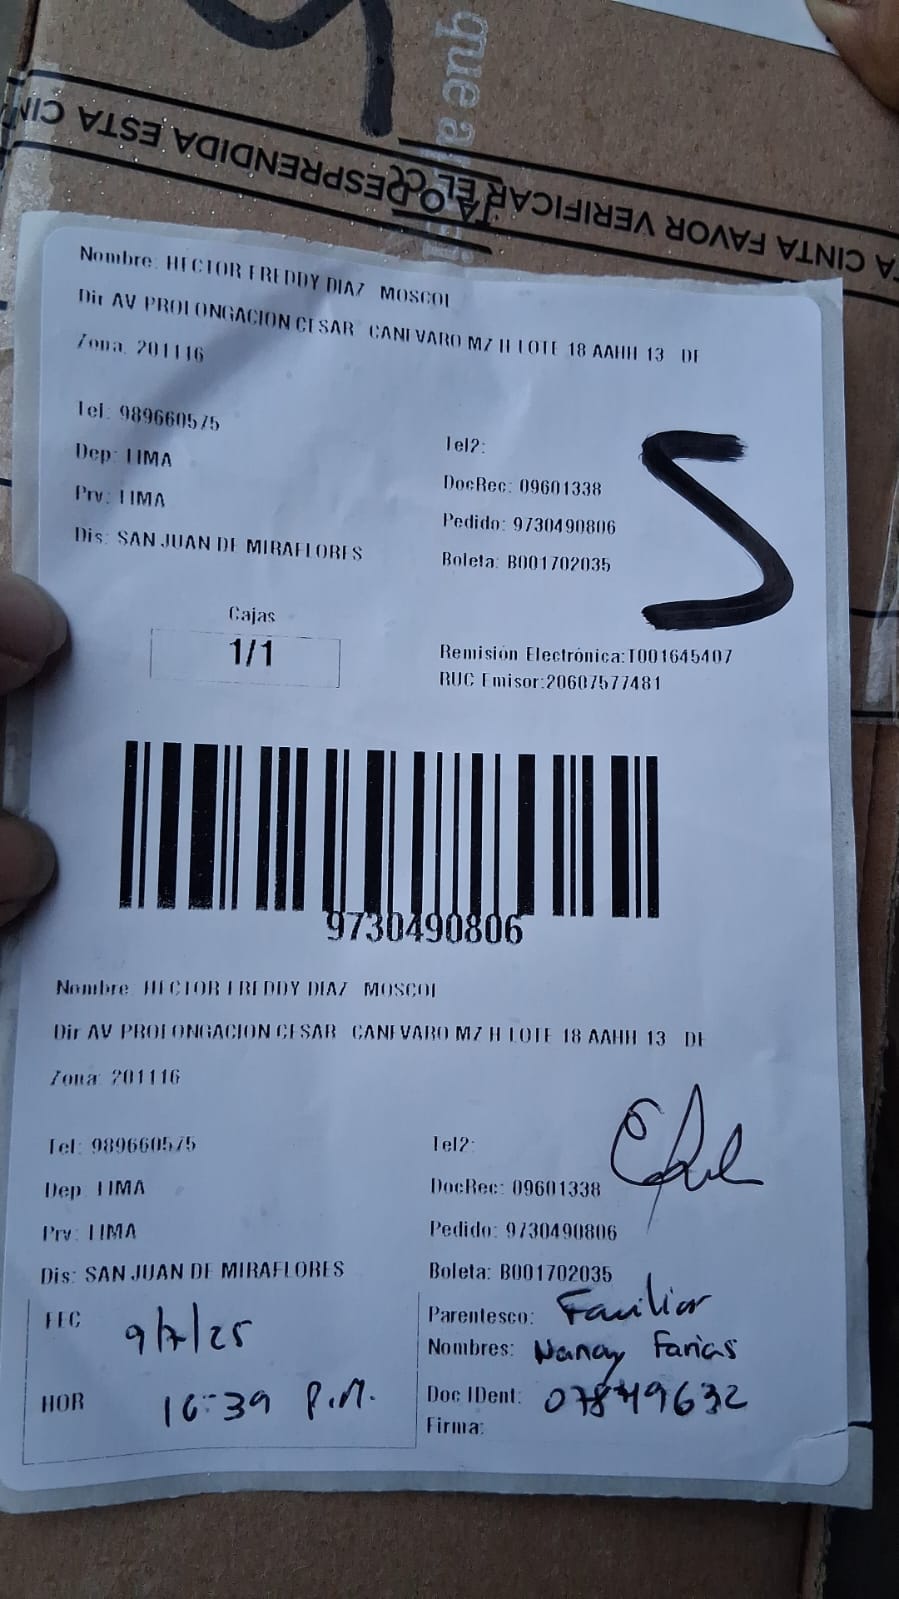 que a
CINTA FAVOR VERIFICAR EL CO
TA O DESPRENDIDA ESTA CIN
S
Nombre: HECTOR FREDDY DIAZ MOSCOL
Dir AV PROLONGACION CESAR CANEVARO MZ H LOTE 18 AAHH 13 DE
Zona: 201116
Tel: 989660575
Tel2:
Dep: LIMA
DocRec: 09601338
Prv: LIMA
Pedido: 9730490806
Dis: SAN JUAN DE MIRAFLORES
Boleta: B001702035
Cajas
1/1
Remisión Electrónica:T001645407
RUC Emisor:20607577481
9730490806
Nombre: HECTOR FREDDY DIAZ MOSCOL
Dir AV PROLONGACION CESAR CANEVARO MZ H LOTE 18 AAHH 13 DE
Zona: 201116
Tel: 989660575
Tel2:
Dep: LIMA
DocRec: 09601338
Prv: LIMA
Pedido: 9730490806
Dis: SAN JUAN DE MIRAFLORES
Boleta: B001702035
FEC 9/7/25
Parentesco: Familiar
Nombres: Nancy Farias
HOR P.M.
Doc IDent: 07849632
Firma: